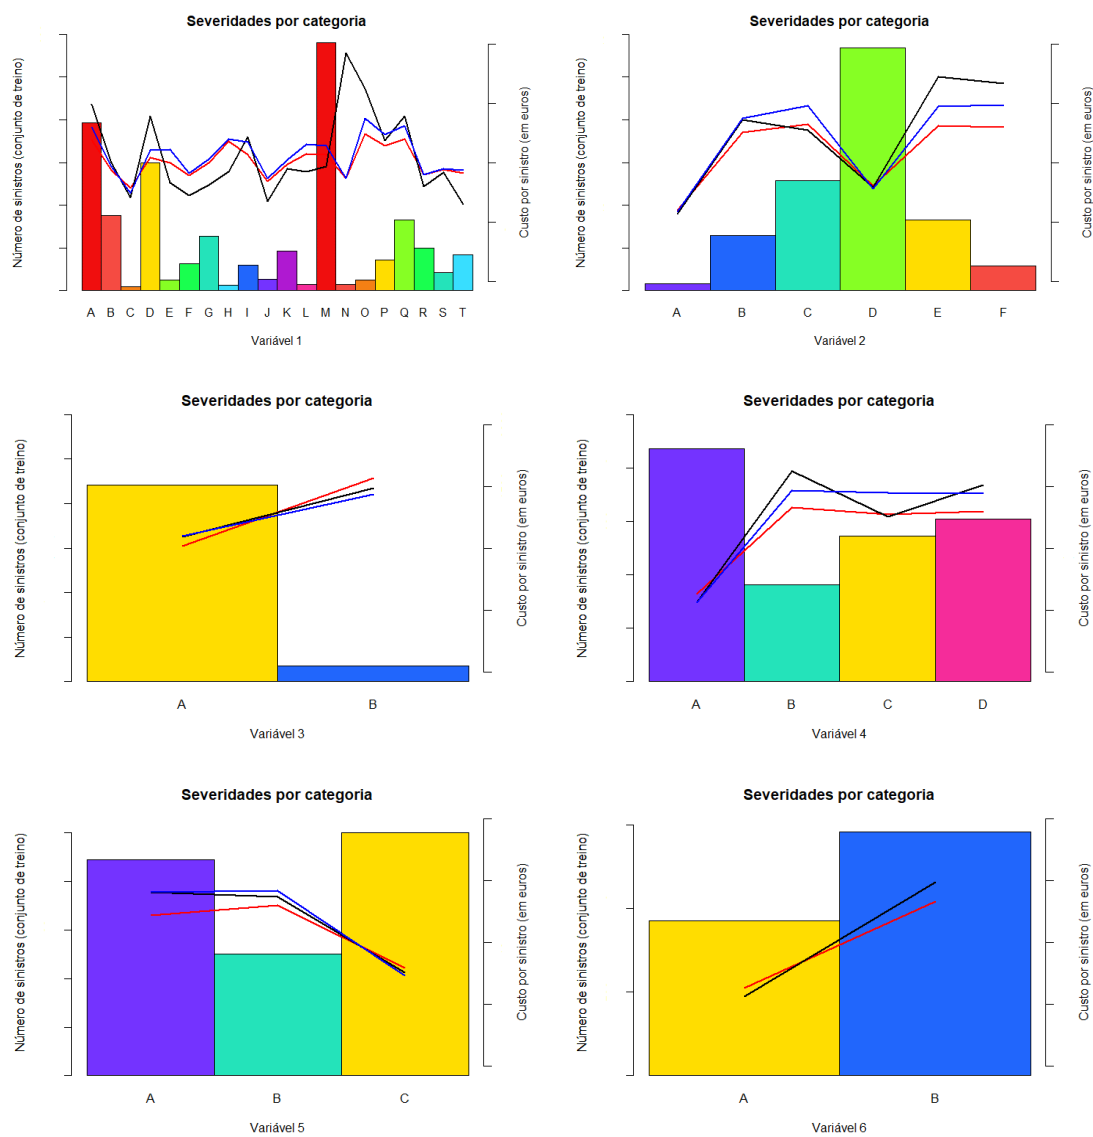 Severidades por categoria
Número de sinistros (conjunto de treino)
Custo por sinistro (em euros)
A B C D E F G H I J K L M N O P Q R S T
Variável 1
Severidades por categoria
Número de sinistros (conjunto de treino)
Custo por sinistro (em euros)
A B C D E F
Variável 2
Severidades por categoria
Número de sinistros (conjunto de treino)
Custo por sinistro (em euros)
A B
Variável 3
Severidades por categoria
Número de sinistros (conjunto de treino)
Custo por sinistro (em euros)
A B C D
Variável 4
Severidades por categoria
Número de sinistros (conjunto de treino)
Custo por sinistro (em euros)
A B C
Variável 5
Severidades por categoria
Número de sinistros (conjunto de treino)
Custo por sinistro (em euros)
A B
Variável 6